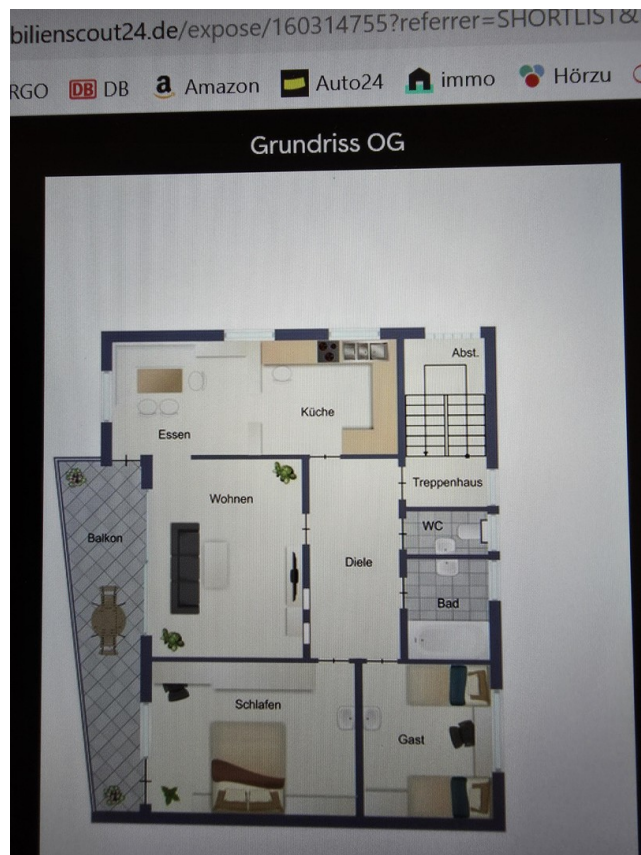 bilienscout24.de/expose/160314755?referrer=SHORTLIST&
RGO DB DB a Amazon Auto24 immo Hörzu
Grundriss OG
Abst.
Küche
Essen
Treppenhaus
Wohnen
WC
Balkon
Diele
Bad
Schlafen
Gast